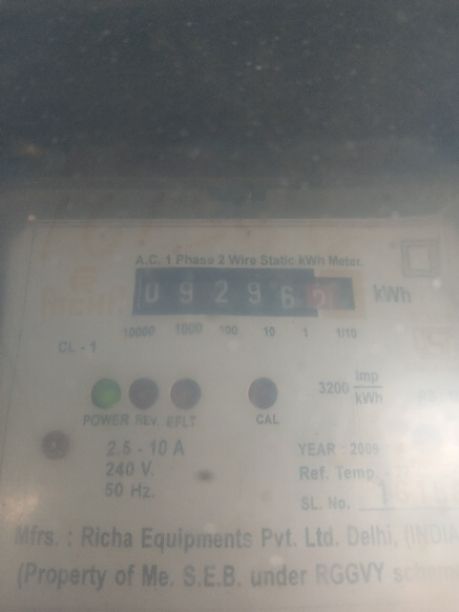 A.C. 1 Phase 2 Wire Static kWh Meter.
0 9 2 9 6 kWh
10000 1000 100 10 1 1/10
CL - 1
3200 Imp/kWh
POWER REV. EFLT CAL
2.5 - 10 A
YEAR : 2009
240 V.
Ref. Temp.
50 Hz.
SL. No.
Mfrs. : Richa Equipments Pvt. Ltd. Delhi, (INDIA
(Property of Me. S.E.B. under RGGVY scheme